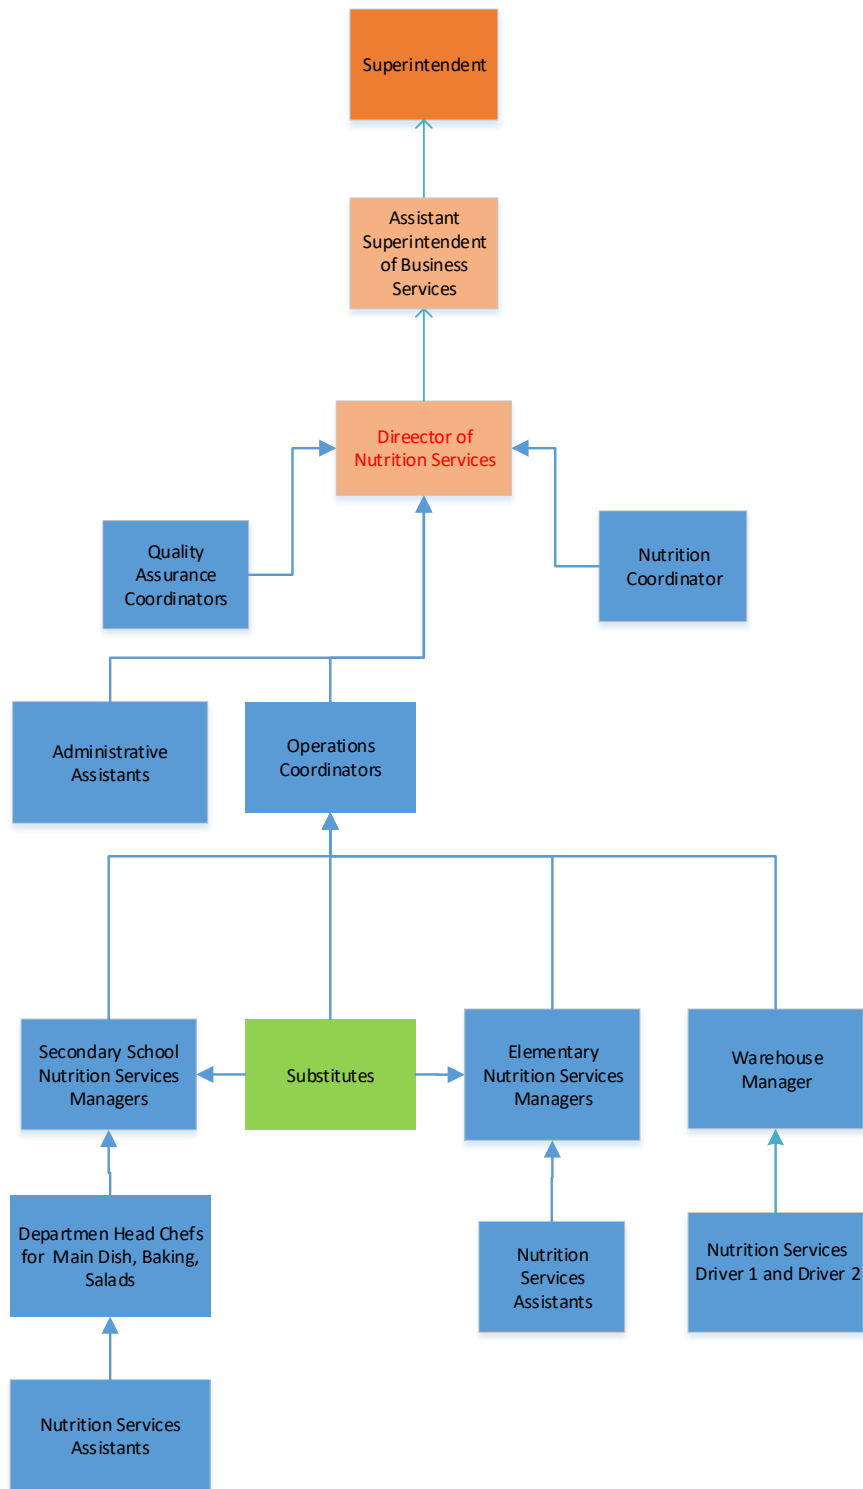 Superintendent
Assistant
Superintendent
of Business
Services
Direector of
Nutrition Services
Quality
Assurance
Coordinators
Nutrition
Coordinator
Administrative
Assistants
Operations
Coordinators
Secondary School
Nutrition Services
Managers
Substitutes
Elementary
Nutrition Services
Managers
Warehouse
Manager
Departmen Head Chefs
for Main Dish, Baking,
Salads
Nutrition
Services
Assistants
Nutrition Services
Driver 1 and Driver 2
Nutrition Services
Assistants